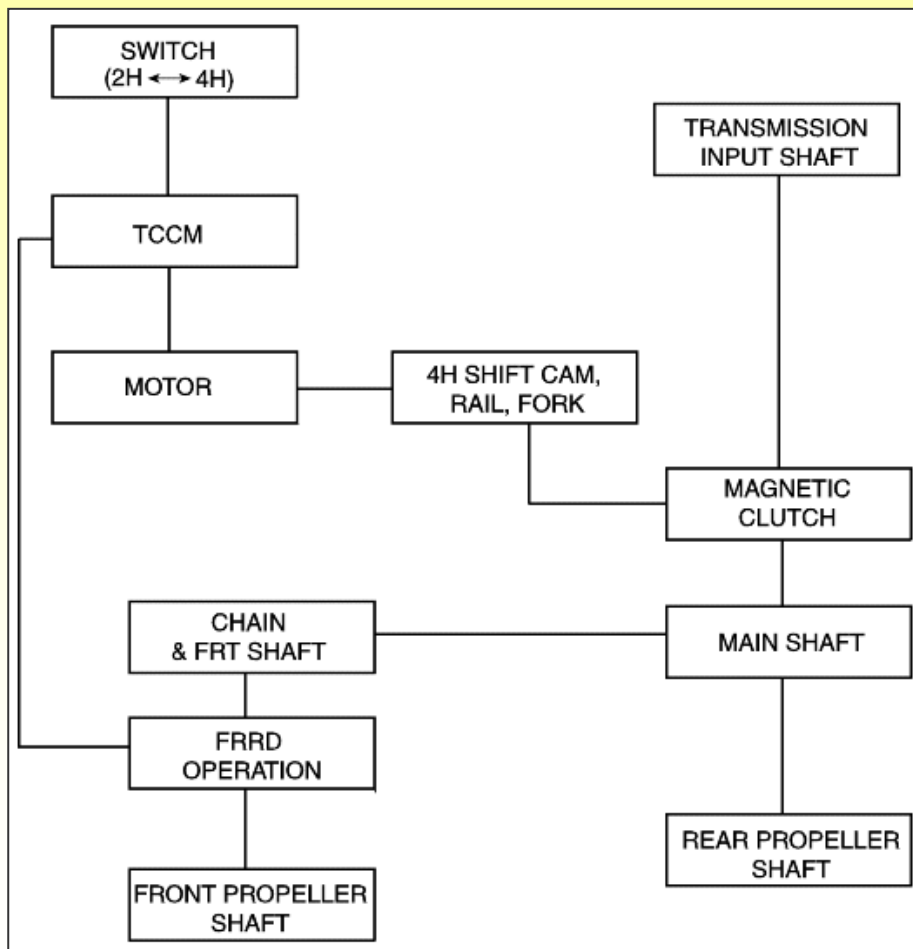 SWITCH
(2H ↔ 4H)
TRANSMISSION
INPUT SHAFT
TCCM
MOTOR
4H SHIFT CAM,
RAIL, FORK
MAGNETIC
CLUTCH
CHAIN
& FRT SHAFT
MAIN SHAFT
FRRD
OPERATION
REAR PROPELLER
SHAFT
FRONT PROPELLER
SHAFT